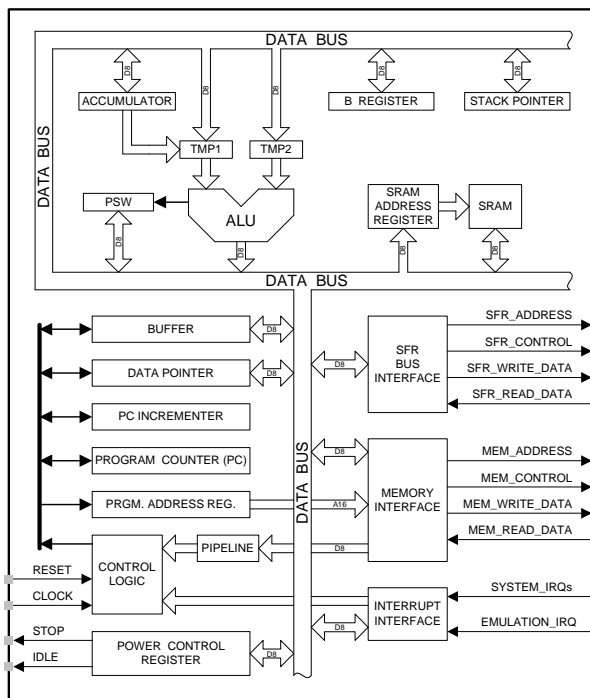 DATA BUS
D8
D8
D8
D8
D8
ACCUMULATOR
B REGISTER
STACK POINTER
DATA BUS
TMP1
TMP2
PSW
ALU
SRAM
ADDRESS
REGISTER
SRAM
D8
D8
D8
D8
DATA BUS
BUFFER
D8
DATA POINTER
D8
PC INCREMENTER
PROGRAM COUNTER (PC)
PRGM. ADDRESS REG.
A16
DATA BUS
D8
SFR
BUS
INTERFACE
SFR_ADDRESS
SFR_CONTROL
SFR_WRITE_DATA
SFR_READ_DATA
D8
MEMORY
INTERFACE
MEM_ADDRESS
MEM_CONTROL
MEM_WRITE_DATA
MEM_READ_DATA
RESET
CLOCK
CONTROL
LOGIC
PIPELINE
D8
STOP
IDLE
POWER CONTROL
REGISTER
D8
D8
INTERRUPT
INTERFACE
SYSTEM_IRQs
EMULATION_IRQ